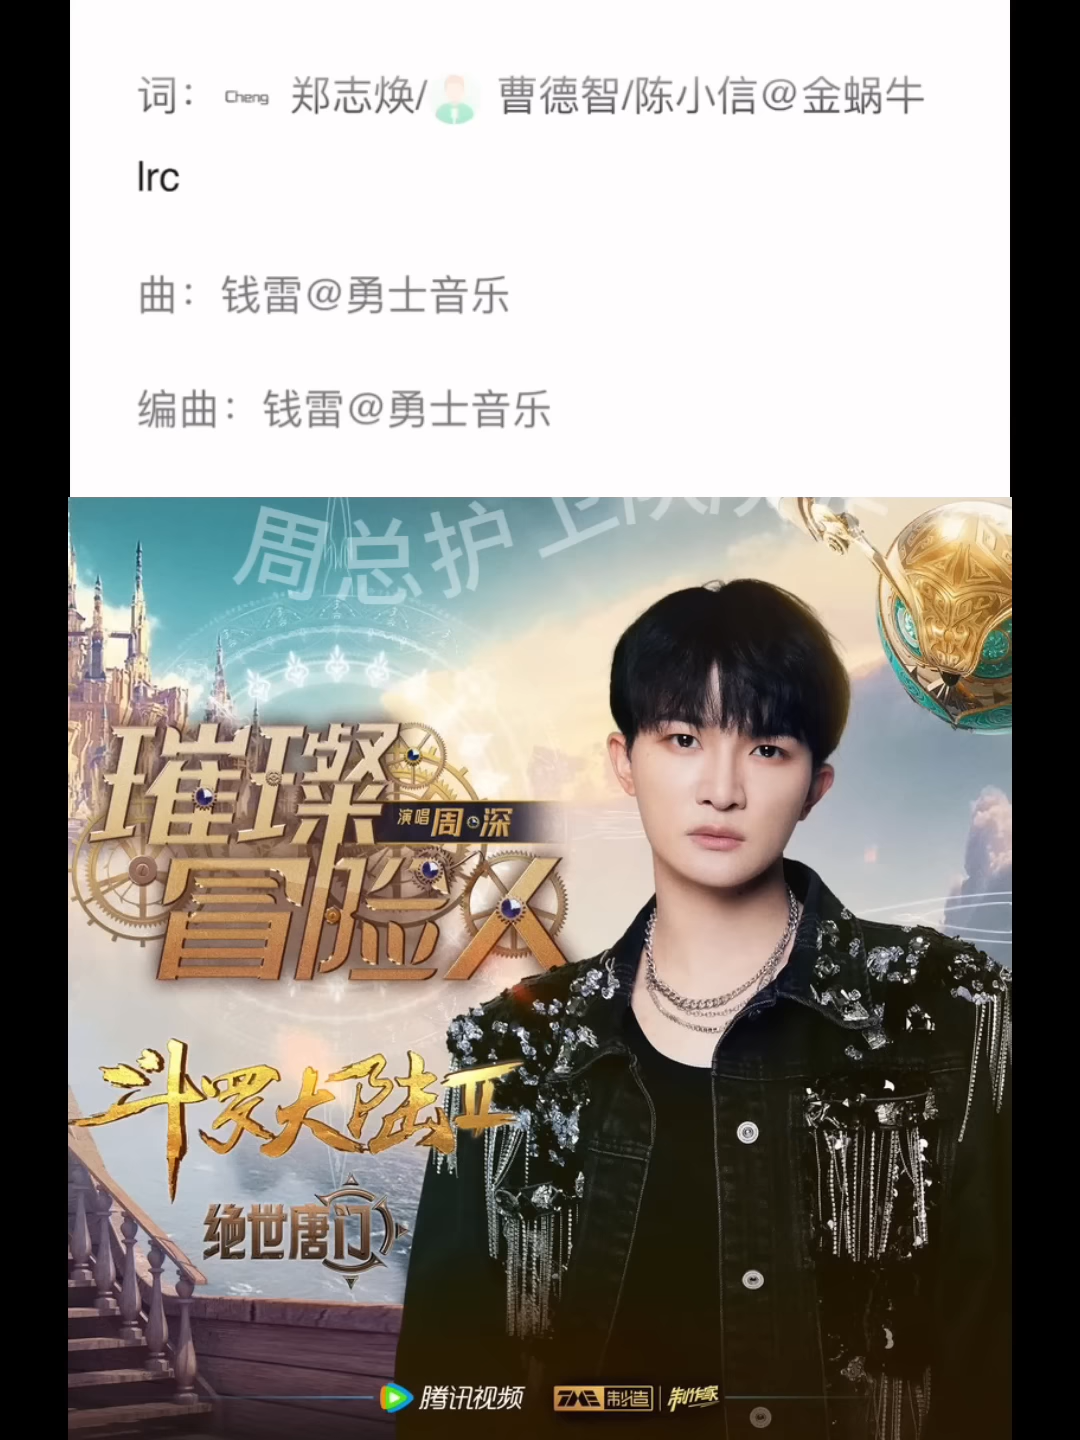 词： Cheng 郑志焕/ 曹德智/陈小信@金蜗牛
lrc
曲：钱雷@勇士音乐
编曲：钱雷@勇士音乐
周总护卫队
璀璨
演唱 周深
冒险人
斗罗大陆II
绝世唐门
腾讯视频 TME 制造 制作家